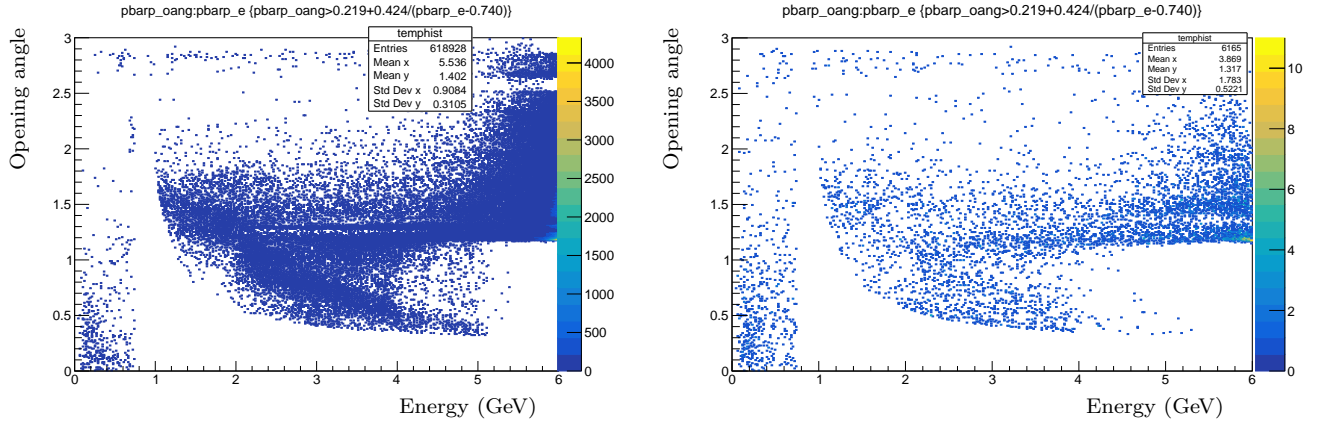 pbarp_oang:pbarp_e {pbarp_oang>0.219+0.424/(pbarp_e-0.740)}
Opening angle
3
2.5
2
1.5
1
0.5
0
0 1 2 3 4 5 6
Energy (GeV)
temphist
Entries 618928
Mean x 5.536
Mean y 1.402
Std Dev x 0.9084
Std Dev y 0.3105
4000
3500
3000
2500
2000
1500
1000
500
0
pbarp_oang:pbarp_e {pbarp_oang>0.219+0.424/(pbarp_e-0.740)}
Opening angle
3
2.5
2
1.5
1
0.5
0
0 1 2 3 4 5 6
Energy (GeV)
temphist
Entries 6165
Mean x 3.869
Mean y 1.317
Std Dev x 1.783
Std Dev y 0.5221
10
8
6
4
2
0